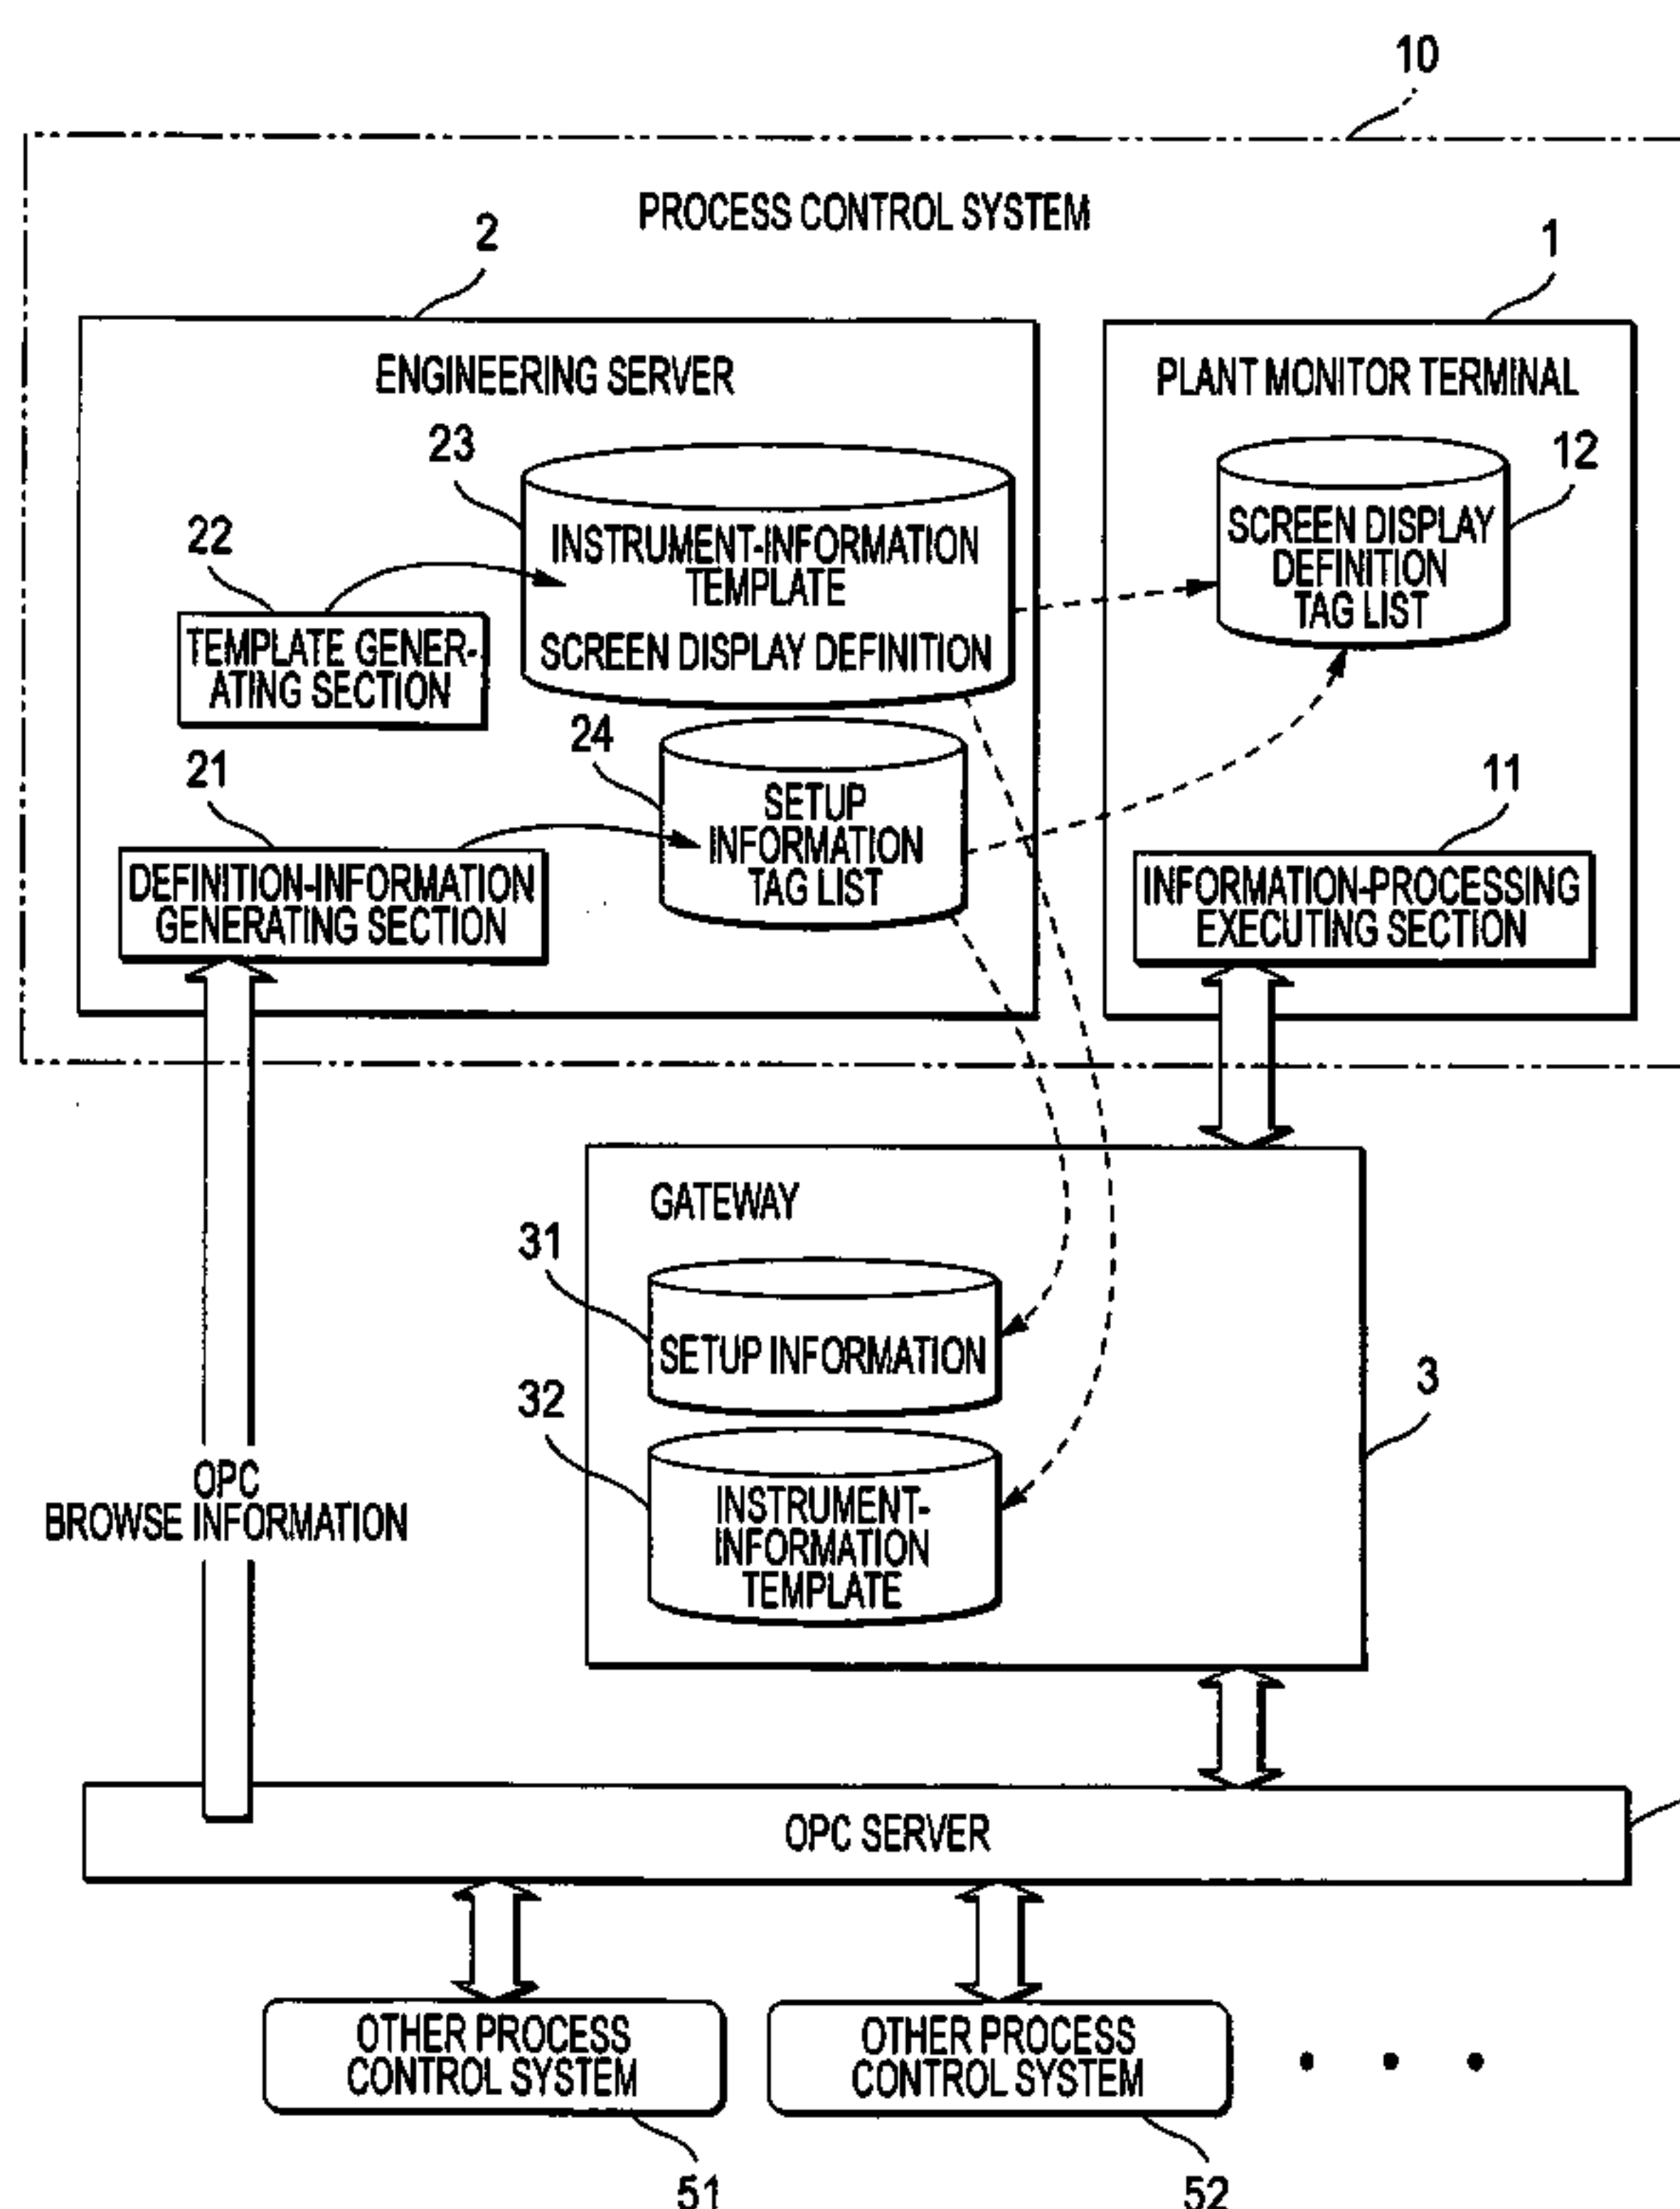 10
PROCESS CONTROL SYSTEM
2
1
ENGINEERING SERVER
PLANT MONITOR TERMINAL
23
12
INSTRUMENT-INFORMATION
TEMPLATE
SCREEN DISPLAY DEFINITION
SCREEN DISPLAY
DEFINITION
TAG LIST
22
TEMPLATE GENER-
ATING SECTION
24
SETUP
INFORMATION
TAG LIST
21
DEFINITION-INFORMATION
GENERATING SECTION
11
INFORMATION-PROCESSING
EXECUTING SECTION
GATEWAY
31
SETUP INFORMATION
32
INSTRUMENT-
INFORMATION
TEMPLATE
3
OPC
BROWSE INFORMATION
OPC SERVER
OTHER PROCESS
CONTROL SYSTEM
OTHER PROCESS
CONTROL SYSTEM
51
52